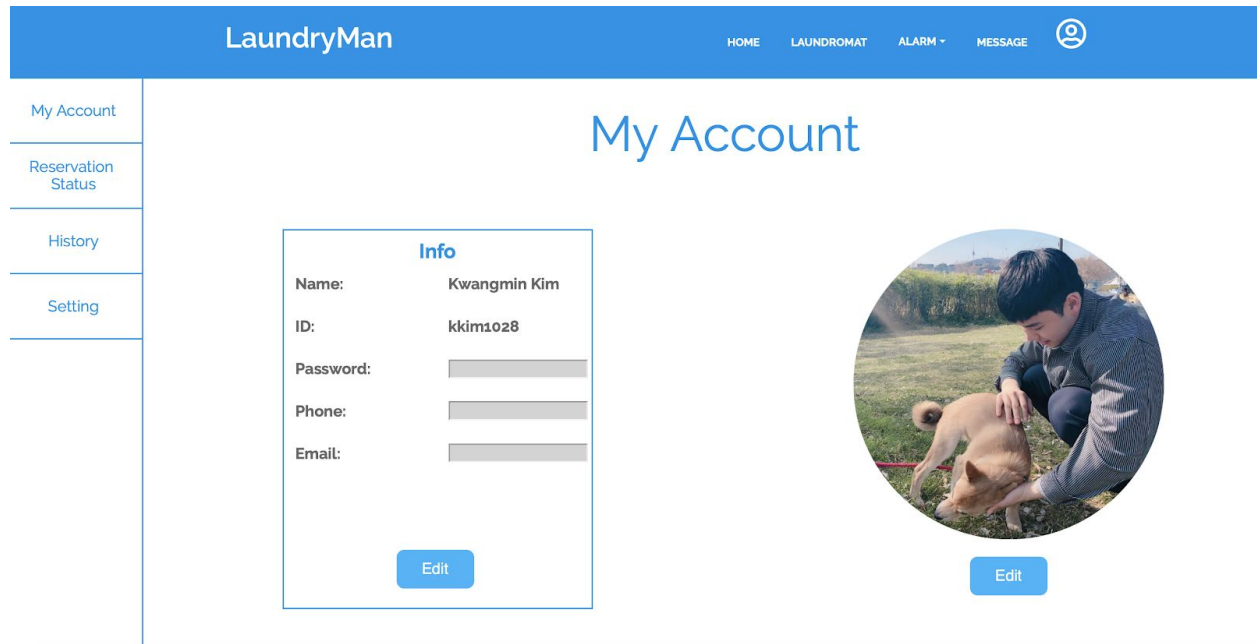 LaundryMan
HOME LAUNDROMAT ALARM MESSAGE
My Account
Reservation
Status
History
Setting
My Account
Info
Name: Kwangmin Kim
ID: kkim1028
Password:
Phone:
Email:
Edit
Edit